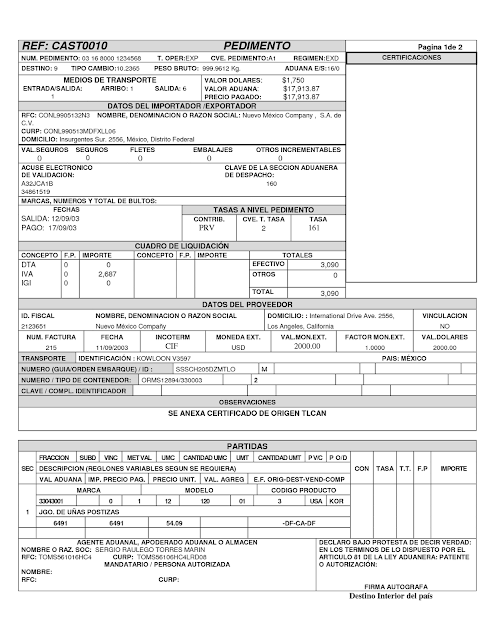 REF: CAST0010 PEDIMENTO Pagina 1de 2
NUM. PEDIMENTO: 03 16 8000 1234568 T. OPER:EXP CVE. PEDIMENTO:A1 REGIMEN:EXD CERTIFICACIONES
DESTINO: 9 TIPO CAMBIO:10.2365 PESO BRUTO: 999.9612 Kg. ADUANA E/S:16/0
MEDIOS DE TRANSPORTE VALOR DOLARES: $1,750
ENTRADA/SALIDA: ARRIBO: 1 SALIDA: 6 VALOR ADUANA: $17,913.87
1 PRECIO PAGADO: $17,913.87
DATOS DEL IMPORTADOR /EXPORTADOR
RFC: CONL9905132N3 NOMBRE, DENOMINACION O RAZON SOCIAL: Nuevo México Company , S.A. de
C.V.
CURP: CONL990513MDFXLL06
DOMICILIO: Insurgentes Sur. 2556, México, Distrito Federal
VAL.SEGUROS SEGUROS FLETES EMBALAJES OTROS INCREMENTABLES
0 0 0 0 0
ACUSE ELECTRONICO CLAVE DE LA SECCION ADUANERA
DE VALIDACION: DE DESPACHO:
A32JCA1B 160
34861519
MARCAS, NUMEROS Y TOTAL DE BULTOS:
FECHAS TASAS A NIVEL PEDIMENTO
SALIDA: 12/09/03 CONTRIB. CVE. T. TASA TASA
PAGO: 17/09/03 PRV 2 161
CUADRO DE LIQUIDACIÓN
CONCEPTO F.P. IMPORTE CONCEPTO F.P. IMPORTE TOTALES
DTA 0 0 EFECTIVO 3,090
IVA 0 2,687 OTROS 0
IGI 0 0
TOTAL 3,090
DATOS DEL PROVEEDOR
ID. FISCAL NOMBRE, DENOMINACION O RAZON SOCIAL DOMICILIO: : International Drive Ave. 2556, VINCULACION
2123651 Nuevo México Company Los Angeles, California NO
NUM. FACTURA FECHA INCOTERM MONEDA EXT. VAL.MON.EXT. FACTOR MON.EXT. VAL.DOLARES
215 11/09/2003 CIF USD 2000.00 1.0000 2000.00
TRANSPORTE IDENTIFICACIÓN : KOWLOON V3597 PAIS: MÉXICO
NUMERO (GUIA/ORDEN EMBARQUE) / ID : SSSCH205DZMTLO M
NUMERO / TIPO DE CONTENEDOR: ORMS12894/330003 2
CLAVE / COMPL. IDENTIFICADOR
OBSERVACIONES
SE ANEXA CERTIFICADO DE ORIGEN TLCAN
PARTIDAS
FRACCION SUBD VINC MET VAL UMC CANTIDAD UMC UMT CANTIDAD UMT P V/C P O/D
SEC DESCRIPCION (REGLONES VARIABLES SEGUN SE REQUIERA) CON TASA T.T. F.P IMPORTE
VAL ADUANA IMP. PRECIO PAG, PRECIO UNIT. VAL. AGREG E.F. ORIG-DEST-VEND-COMP
MARCA MODELO CODIGO PRODUCTO
33043001 0 1 12 120 01 3 USA KOR
1 JGO. DE UÑAS POSTIZAS
6491 6491 54.09 -DF-CA-DF
AGENTE ADUANAL, APODERADO ADUANAL O ALMACEN DECLARO BAJO PROTESTA DE DECIR VERDAD:
NOMBRE O RAZ. SOC: SERGIO RAULEGO TORRES MARIN EN LOS TERMINOS DE LO DISPUESTO POR EL
RFC: TOMS561016HC4 CURP: TOMS56106HC4LRD08 ARTICULO 81 DE LA LEY ADUANERA: PATENTE
MANDATARIO / PERSONA AUTORIZADA O AUTORIZACIÓN:
NOMBRE:
RFC: CURP:
FIRMA AUTOGRAFA
Destino Interior del país